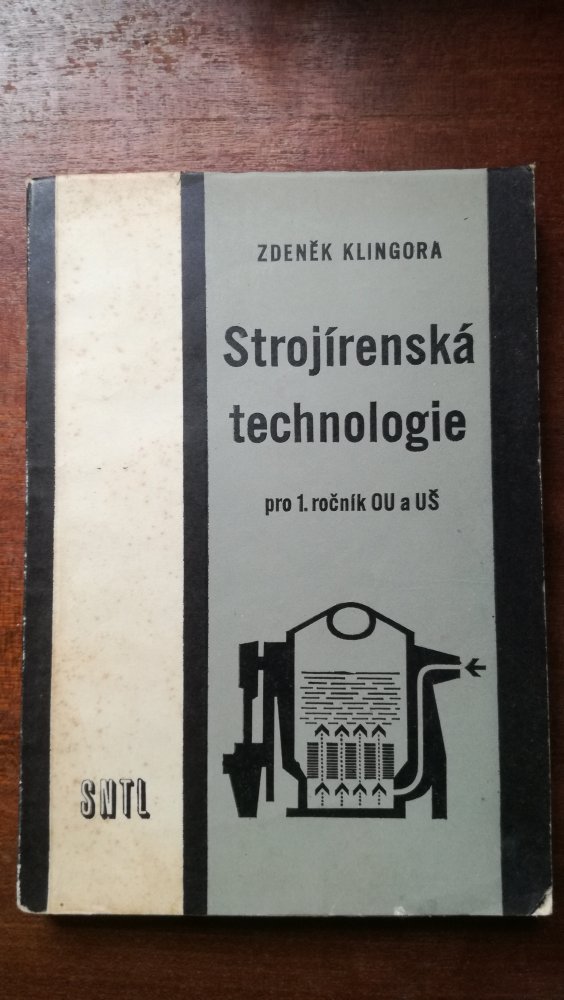 ZDENĚK KLINGORA
Strojírenská
technologie
pro 1. ročník OU a UŠ
SNTL